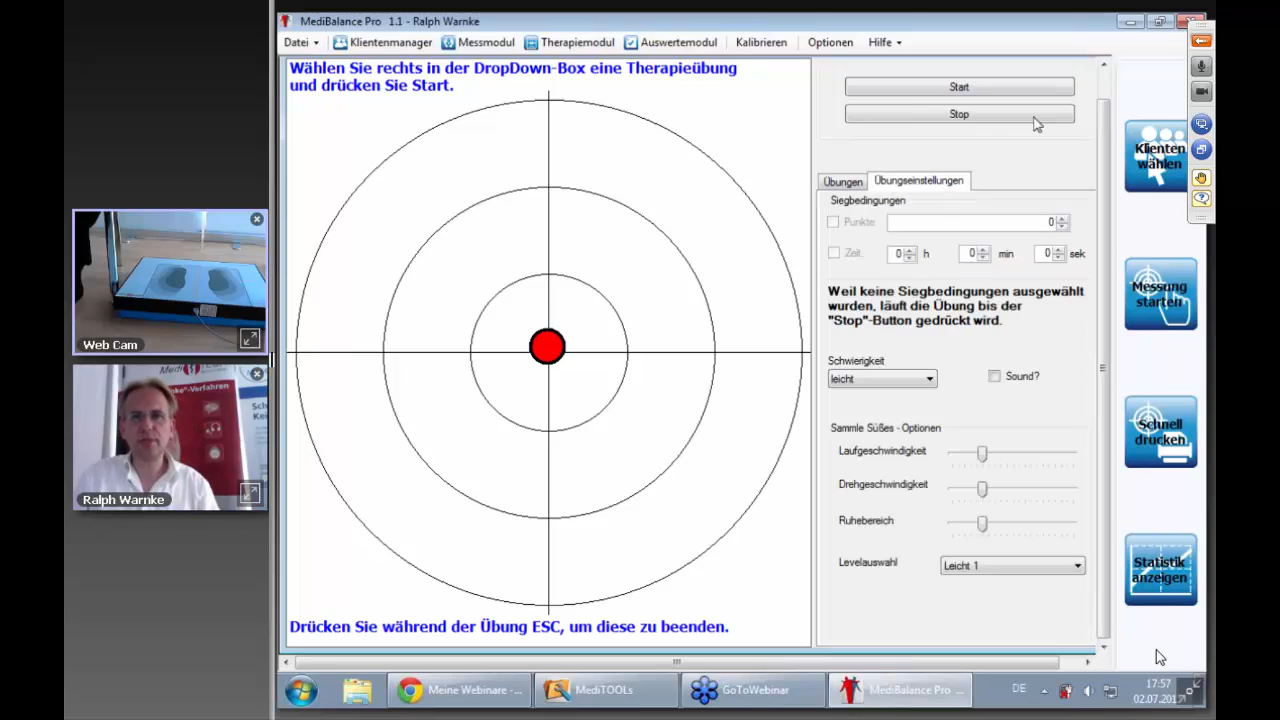 MediBalance Pro 1.1 - Ralph Warnke
Datei Klientenmanager Messmodul Therapiemodul Auswertemodul Kalibrieren Optionen Hilfe
Wählen Sie rechts in der DropDown-Box eine Therapieübung
und drücken Sie Start.
Start
Stop
Übungen Übungseinstellungen
Siegbedingungen
Punkte 0
Zeit 0 h 0 min 0 sek
Weil keine Siegbedingungen ausgewählt
wurden, läuft die Übung bis der
"Stop"-Button gedrückt wird.
Schwierigkeit
leicht Sound?
Sammle Süßes - Optionen
Laufgeschwindigkeit
Drehgeschwindigkeit
Ruhebereich
Levelauswahl Leicht 1
Drücken Sie während der Übung ESC, um diese zu beenden.
Klienten
wählen
Messung
starten
Schnell
drucken
Statistik
anzeigen
Web Cam
Ralph Warnke
Meine Webinare - ... MediTOOLs GoToWebinar MediBalance Pro ... DE 17:57